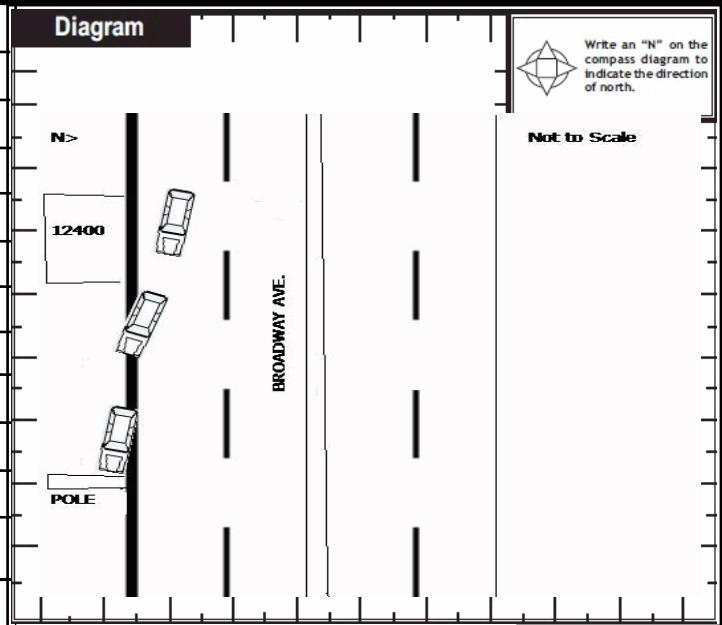 Diagram
Write an "N" on the
compass diagram to
indicate the direction
of north.
N>
Not to Scale
12400
BROADWAY AVE.
POLE